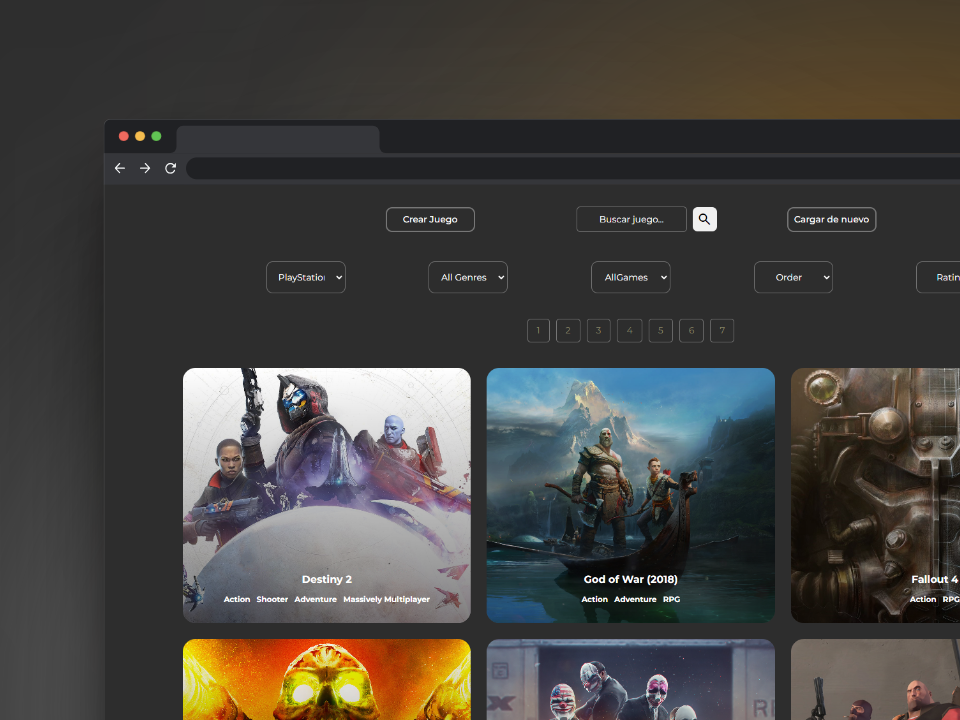 Crear Juego
Buscar juego...
Cargar de nuevo
PlayStatio
All Genres
AllGames
Order
Ratin
1 2 3 4 5 6 7
Destiny 2
Action Shooter Adventure Massively Multiplayer
God of War (2018)
Action Adventure RPG
Fallout 4
Action RPG